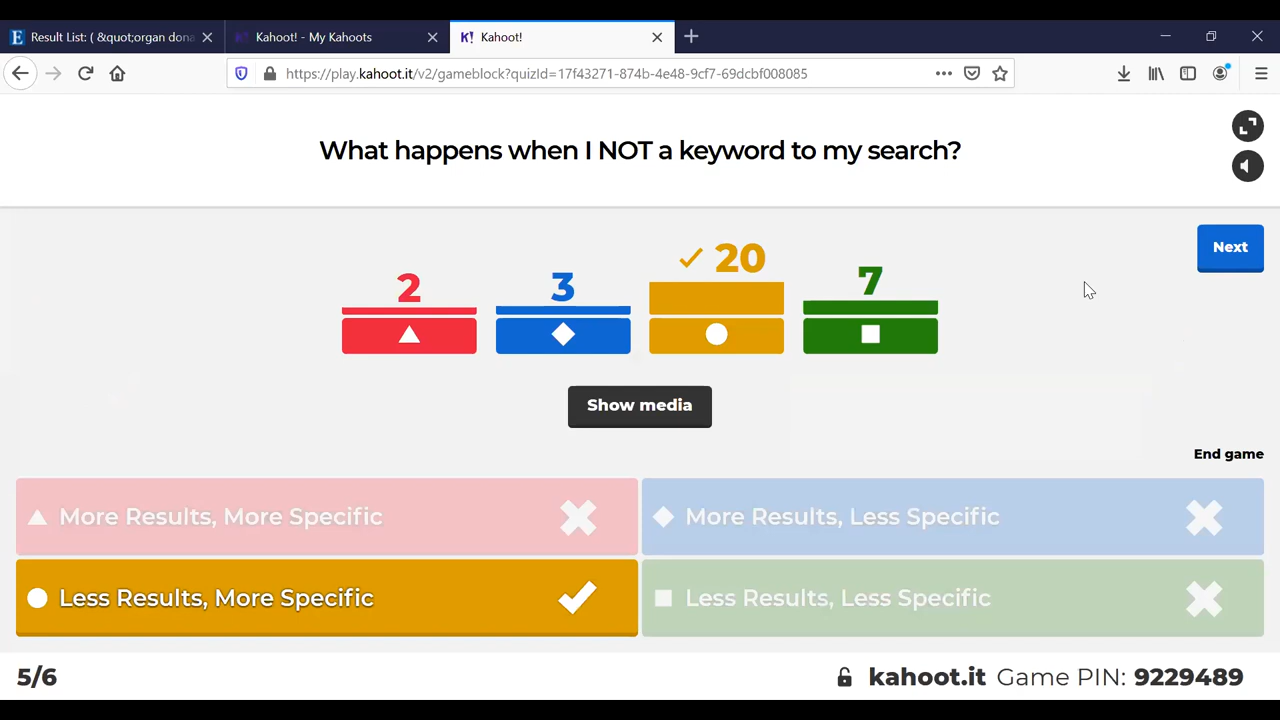 E Result List: ( &quot;organ dona
K! Kahoot! - My Kahoots
K! Kahoot!
https://play.kahoot.it/v2/gameblock?quizId=17f43271-874b-4e48-9cf7-69dcbf008085
What happens when I NOT a keyword to my search?
Next
2
3
20
7
Show media
End game
More Results, More Specific
More Results, Less Specific
Less Results, More Specific
Less Results, Less Specific
5/6
kahoot.it Game PIN: 9229489